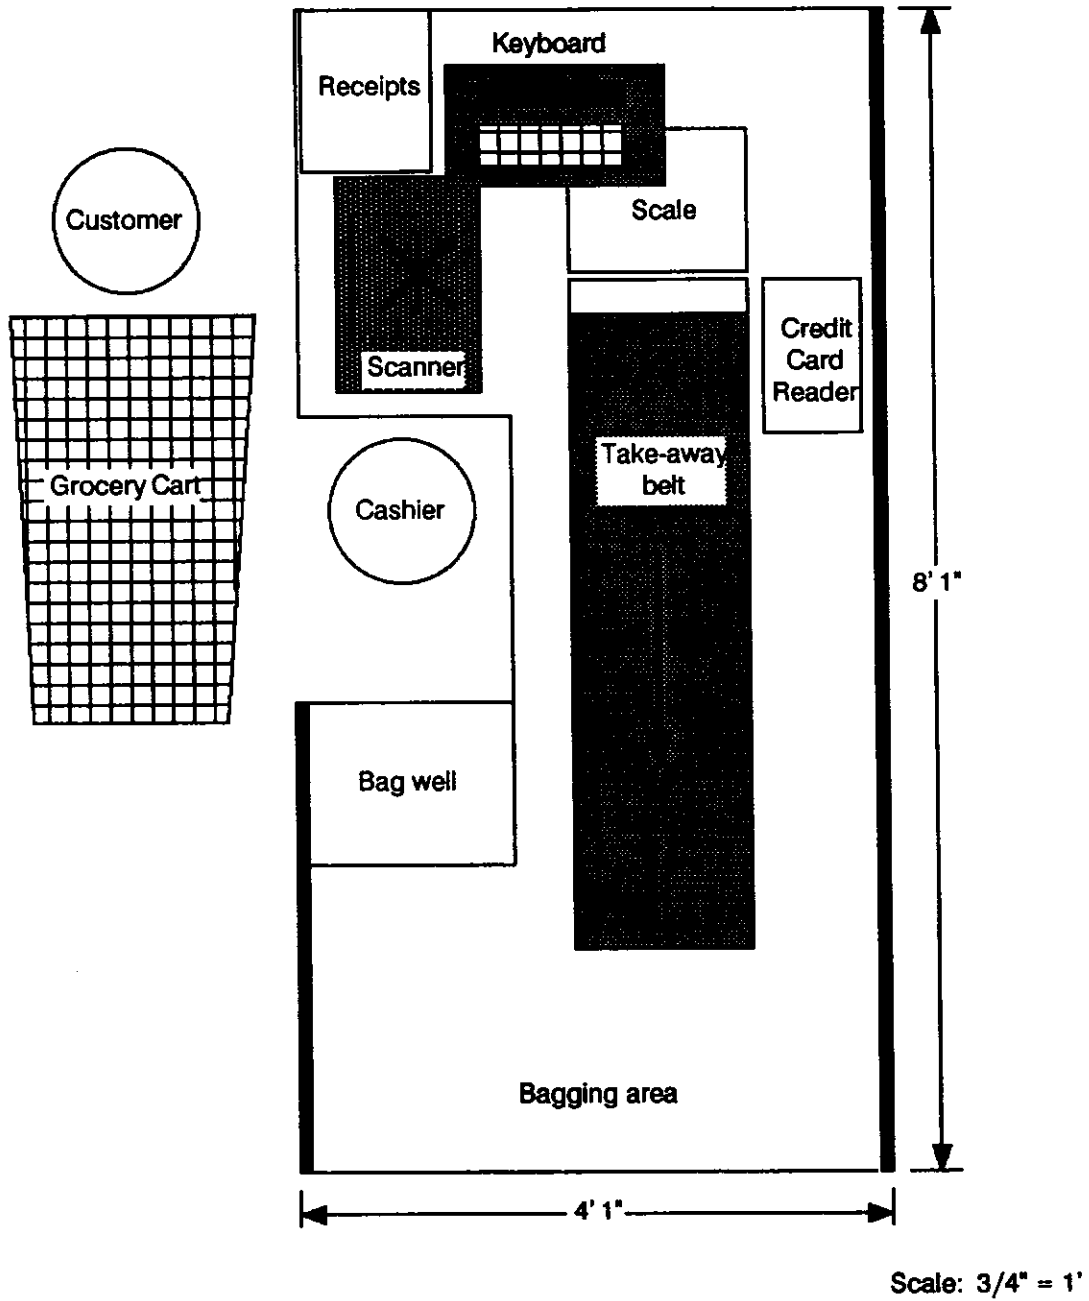 Keyboard
Receipts
Customer
Scale
Credit
Card
Reader
Scanner
Take-away
belt
Grocery Cart
Cashier
8' 1"
Bag well
Bagging area
4' 1"
Scale: 3/4" = 1'